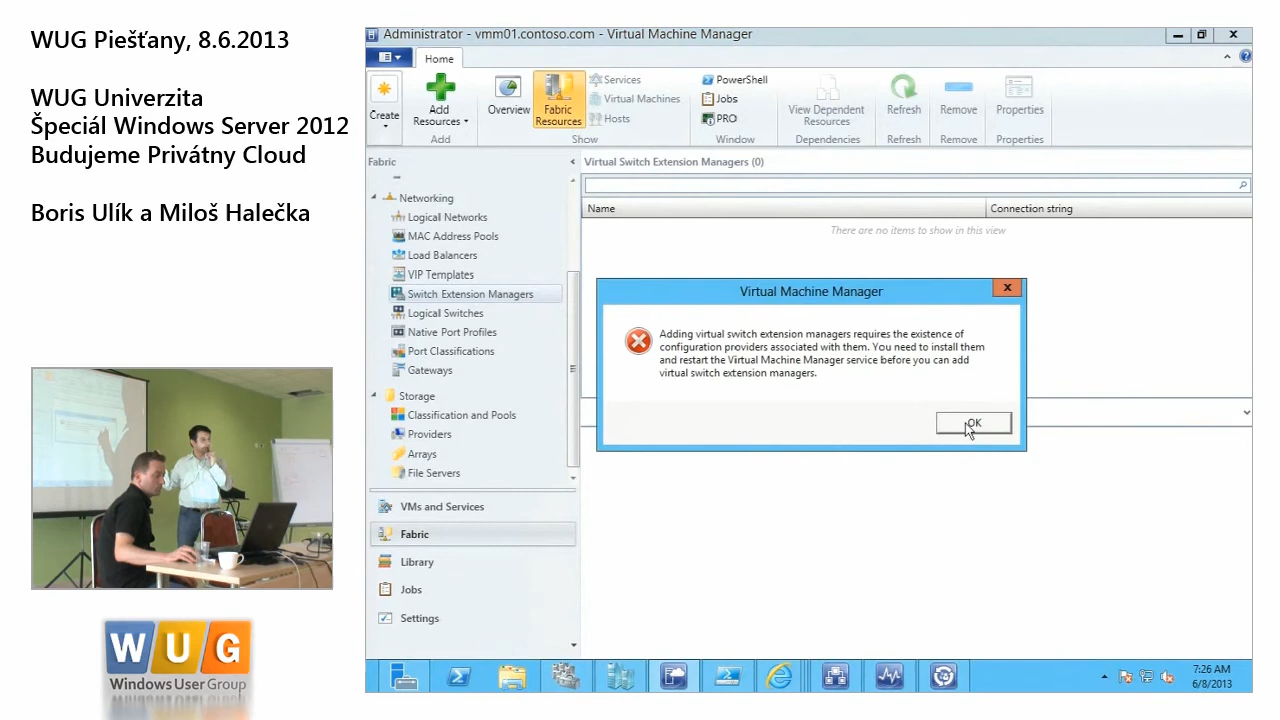 WUG Piešťany, 8.6.2013
WUG Univerzita
Špeciál Windows Server 2012
Budujeme Privátny Cloud
Boris Ulík a Miloš Halečka
WUG
Windows User Group
Administrator - vmm01.contoso.com - Virtual Machine Manager
Home
Create
Add Resources
Add
Overview
Fabric Resources
Services
Virtual Machines
Hosts
Show
PowerShell
Jobs
PRO
Window
View Dependent Resources
Dependencies
Refresh
Refresh
Remove
Remove
Properties
Properties
Fabric
Networking
Logical Networks
MAC Address Pools
Load Balancers
VIP Templates
Switch Extension Managers
Logical Switches
Native Port Profiles
Port Classifications
Gateways
Storage
Classification and Pools
Providers
Arrays
File Servers
VMs and Services
Fabric
Library
Jobs
Settings
Virtual Switch Extension Managers (0)
Name
Connection string
There are no items to show in this view
Virtual Machine Manager
Adding virtual switch extension managers requires the existence of
configuration providers associated with them. You need to install them
and restart the Virtual Machine Manager service before you can add
virtual switch extension managers.
OK
7:26 AM
6/8/2013